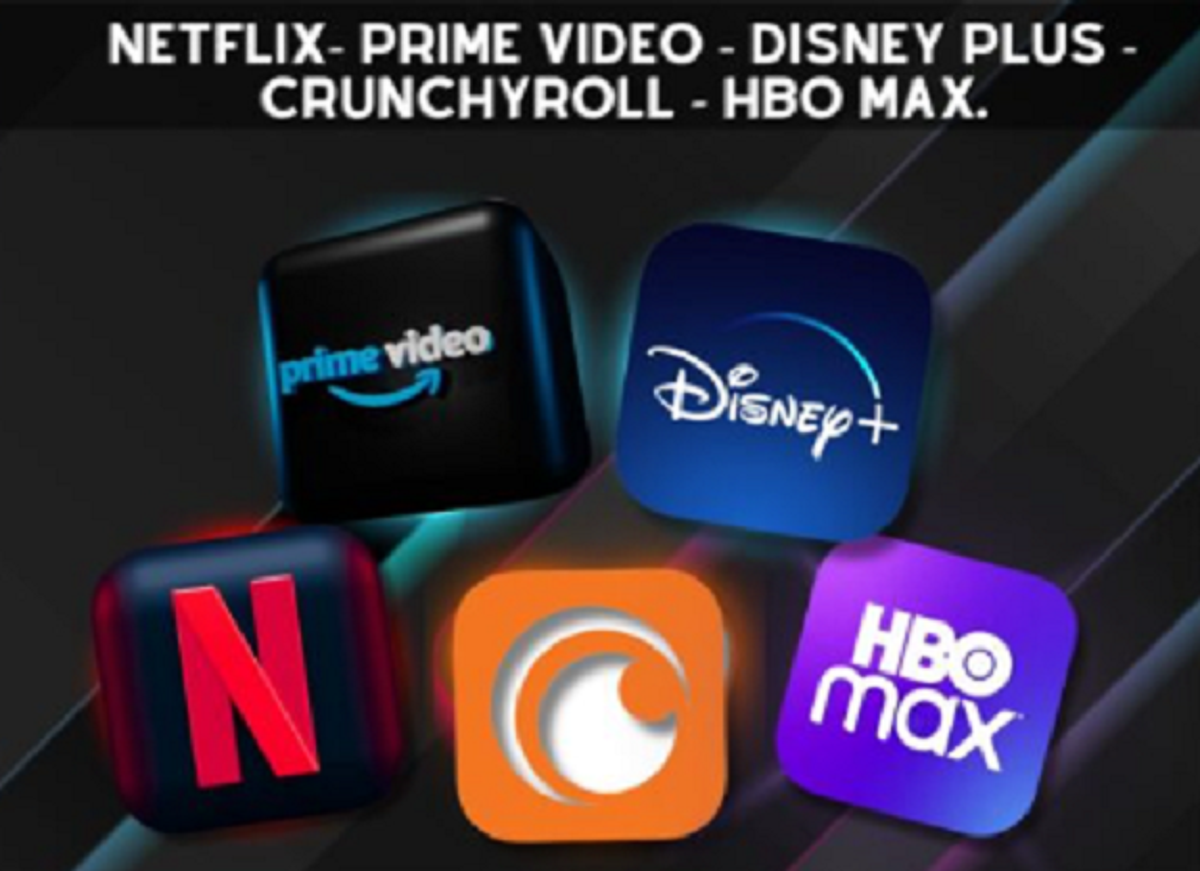 NETFLIX- PRIME VIDEO - DISNEY PLUS -
CRUNCHYROLL - HBO MAX.
prime video
Disney+
N
HBO
max